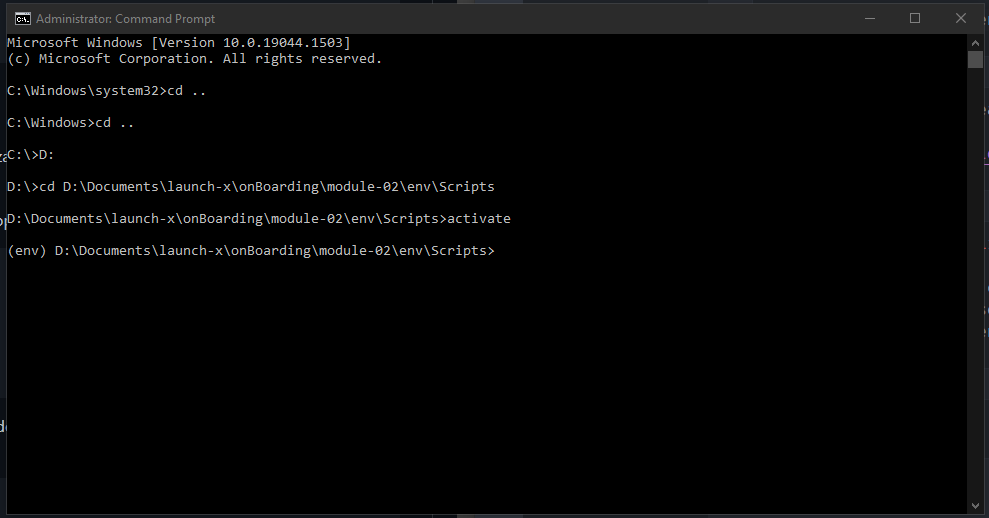 Administrator: Command Prompt
Microsoft Windows [Version 10.0.19044.1503]
(c) Microsoft Corporation. All rights reserved.
C:\Windows\system32>cd ..
C:\Windows>cd ..
C:\>D:
D:\>cd D:\Documents\launch-x\onBoarding\module-02\env\Scripts
D:\Documents\launch-x\onBoarding\module-02\env\Scripts>activate
(env) D:\Documents\launch-x\onBoarding\module-02\env\Scripts>